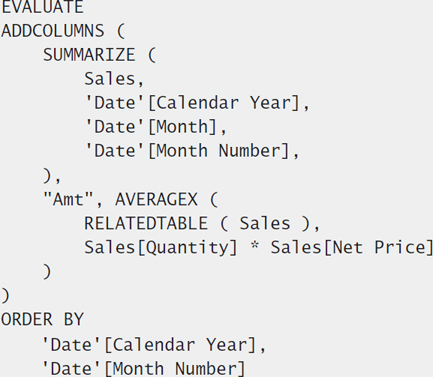 EVALUATE
ADDCOLUMNS (
    SUMMARIZE (
        Sales,
        'Date'[Calendar Year],
        'Date'[Month],
        'Date'[Month Number],
    ),
    "Amt", AVERAGEX (
        RELATEDTABLE ( Sales ),
        Sales[Quantity] * Sales[Net Price]
    )
)
ORDER BY
    'Date'[Calendar Year],
    'Date'[Month Number]